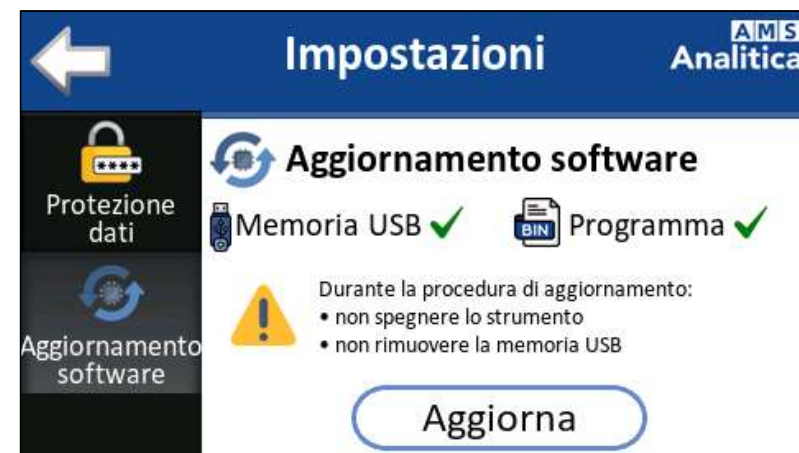 Impostazioni
AMS
Analitica
Protezione
dati
Aggiornamento
software
Aggiornamento software
Memoria USB
BIN
Programma
Durante la procedura di aggiornamento:
• non spegnere lo strumento
• non rimuovere la memoria USB
Aggiorna